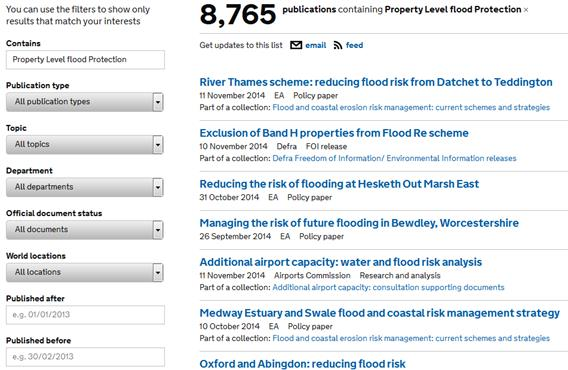 You can use the filters to show only
results that match your interests
Contains
Property Level flood Protection
Publication type
All publication types
Topic
All topics
Department
All departments
Official document status
All documents
World locations
All locations
Published after
e.g. 01/01/2013
Published before
e.g. 30/02/2013
8,765 publications containing Property Level flood Protection ×
Get updates to this list email feed
River Thames scheme: reducing flood risk from Datchet to Teddington
11 November 2014 EA Policy paper
Part of a collection: Flood and coastal erosion risk management: current schemes and strategies
Exclusion of Band H properties from Flood Re scheme
10 November 2014 Defra FOI release
Part of a collection: Defra Freedom of Information/ Environmental Information releases
Reducing the risk of flooding at Hesketh Out Marsh East
31 October 2014 EA Policy paper
Managing the risk of future flooding in Bewdley, Worcestershire
26 September 2014 EA Policy paper
Additional airport capacity: water and flood risk analysis
11 November 2014 Airports Commission Research and analysis
Part of a collection: Additional airport capacity: consultation supporting documents
Medway Estuary and Swale flood and coastal risk management strategy
10 October 2014 EA Policy paper
Part of a collection: Flood and coastal erosion risk management: current schemes and strategies
Oxford and Abingdon: reducing flood risk